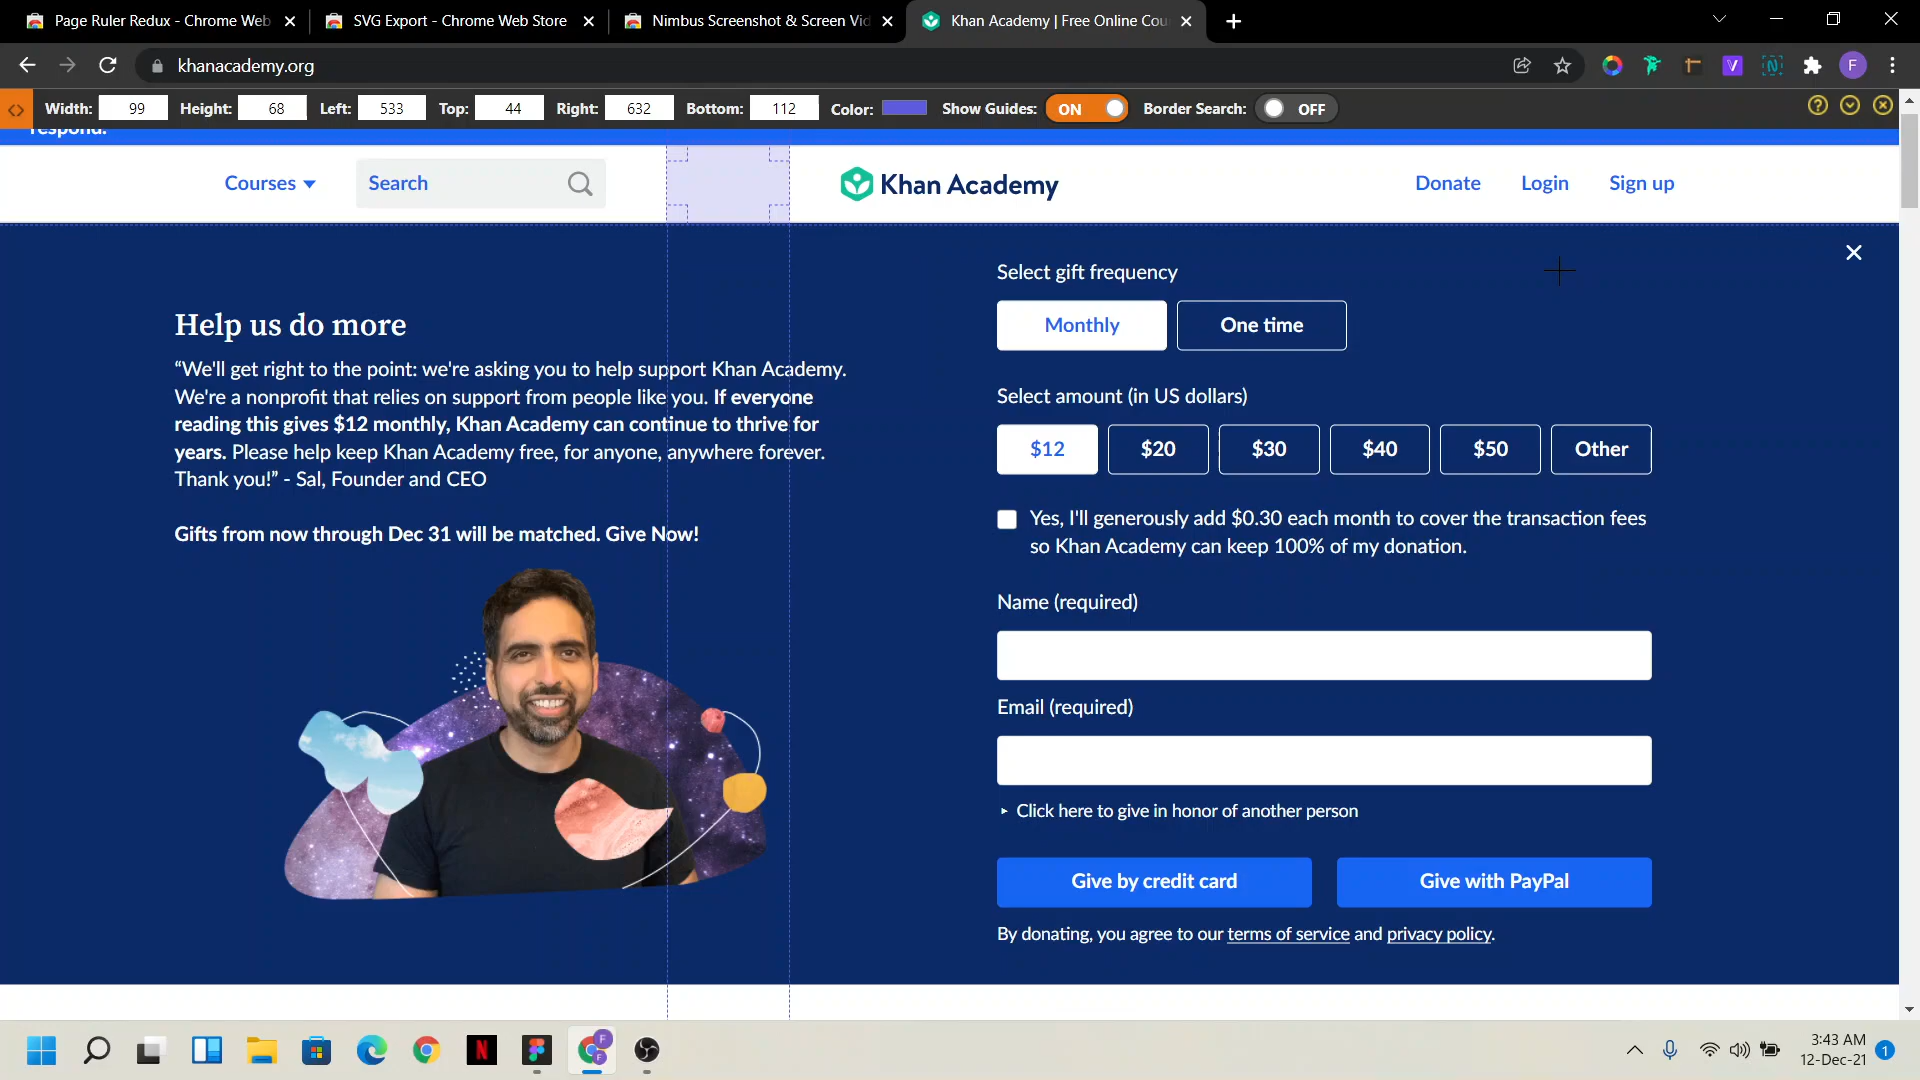 Page Ruler Redux - Chrome Web
SVG Export - Chrome Web Store
Nimbus Screenshot & Screen Vid
Khan Academy | Free Online Cou
khanacademy.org
F
Width: 99 Height: 68 Left: 533 Top: 44 Right: 632 Bottom: 112 Color: Show Guides: ON Border Search: OFF
respond.
Courses
Search
Khan Academy
Donate
Login
Sign up
Help us do more
“We'll get right to the point: we're asking you to help support Khan Academy.
We're a nonprofit that relies on support from people like you. If everyone
reading this gives $12 monthly, Khan Academy can continue to thrive for
years. Please help keep Khan Academy free, for anyone, anywhere forever.
Thank you!” - Sal, Founder and CEO
Gifts from now through Dec 31 will be matched. Give Now!
Select gift frequency
Monthly
One time
Select amount (in US dollars)
$12
$20
$30
$40
$50
Other
Yes, I'll generously add $0.30 each month to cover the transaction fees
so Khan Academy can keep 100% of my donation.
Name (required)
Email (required)
Click here to give in honor of another person
Give by credit card
Give with PayPal
By donating, you agree to our terms of service and privacy policy.
3:43 AM
12-Dec-21
1